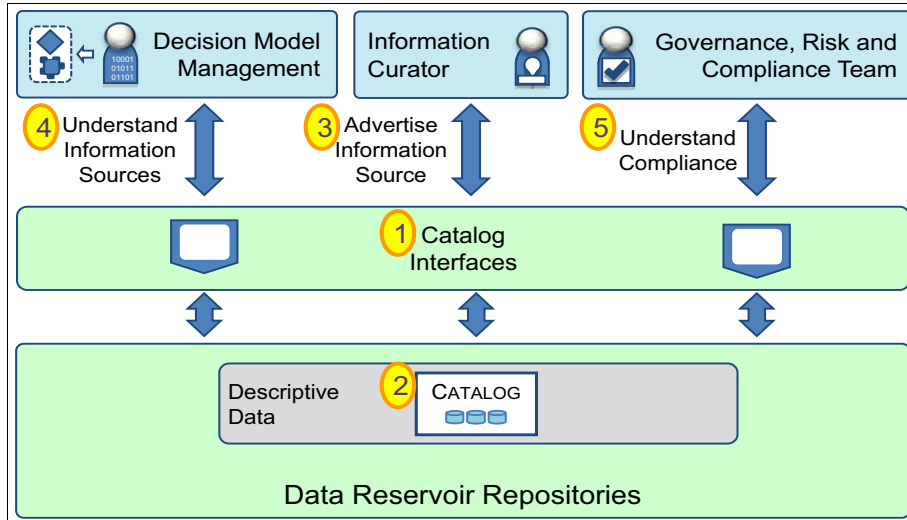 Decision Model
Management
10001
01011
01101
Information
Curator
Governance, Risk and
Compliance Team
4
Understand
Information
Sources
3
Advertise
Information
Source
5
Understand
Compliance
1
Catalog
Interfaces
Descriptive
Data
2
CATALOG
Data Reservoir Repositories